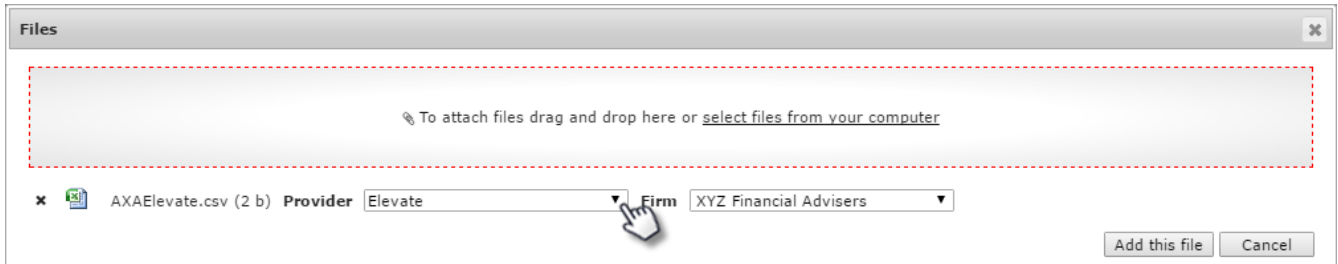 Files
To attach files drag and drop here or select files from your computer
AXAElevate.csv (2 b) Provider Elevate Firm XYZ Financial Advisers
Add this file Cancel